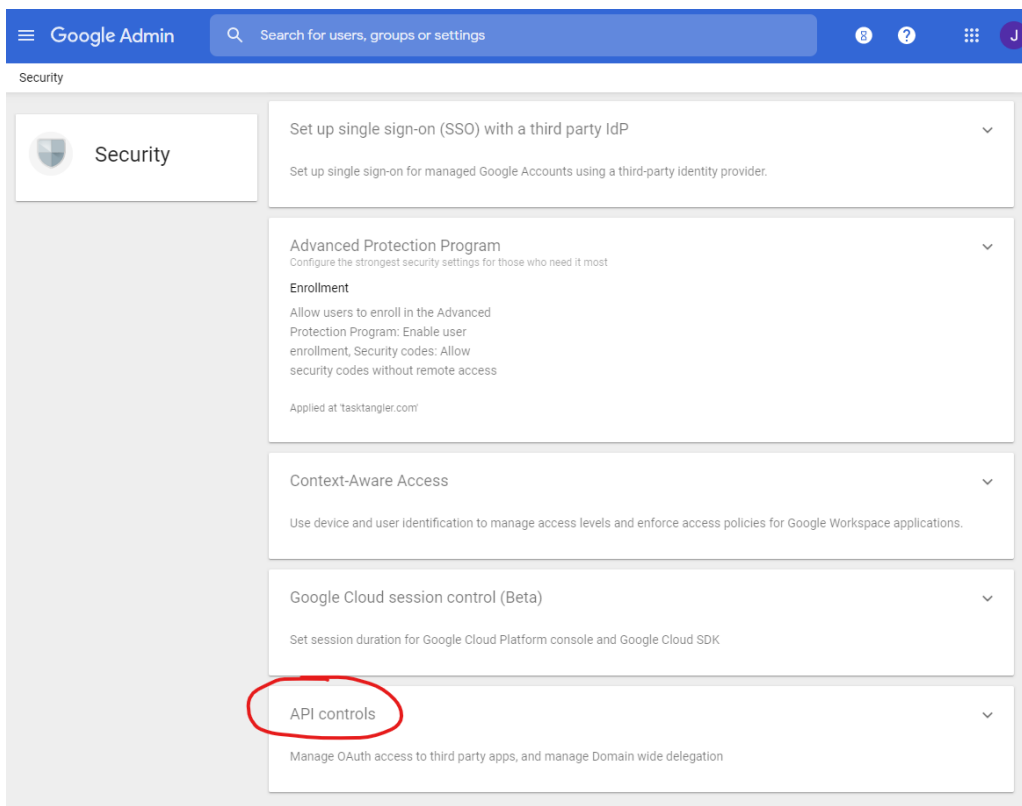 Google Admin
Search for users, groups or settings
J
Security
Security
Set up single sign-on (SSO) with a third party IdP
Set up single sign-on for managed Google Accounts using a third-party identity provider.
Advanced Protection Program
Configure the strongest security settings for those who need it most
Enrollment
Allow users to enroll in the Advanced
Protection Program: Enable user
enrollment, Security codes: Allow
security codes without remote access
Applied at 'tasktangler.com'
Context-Aware Access
Use device and user identification to manage access levels and enforce access policies for Google Workspace applications.
Google Cloud session control (Beta)
Set session duration for Google Cloud Platform console and Google Cloud SDK
API controls
Manage OAuth access to third party apps, and manage Domain wide delegation